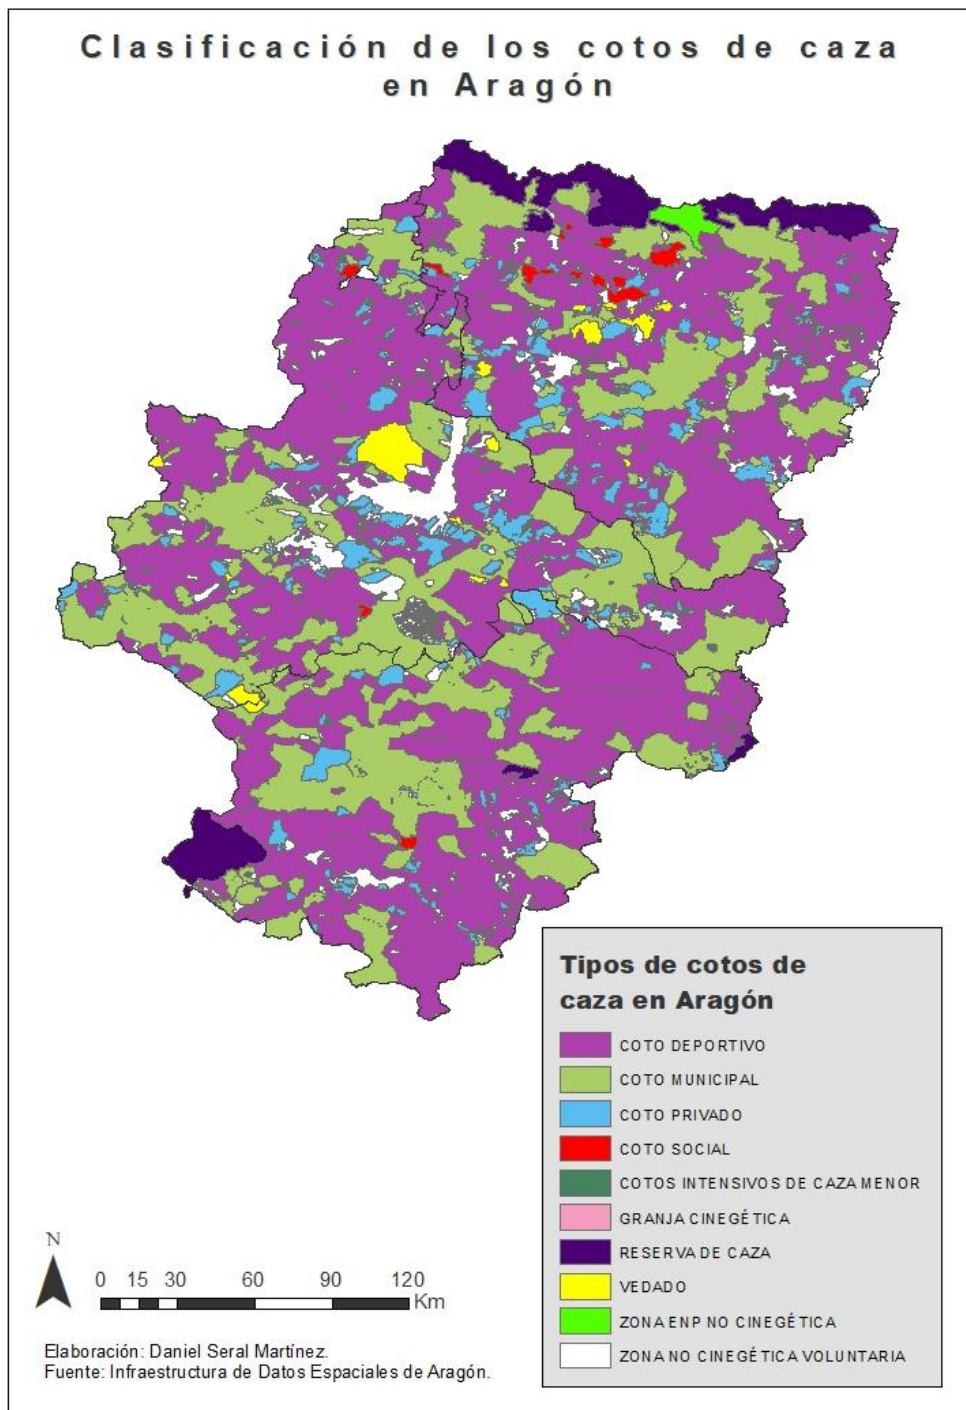 Clasificación de los cotos de caza
en Aragón
Tipos de cotos de
caza en Aragón
COTO DEPORTIVO
COTO MUNICIPAL
COTO PRIVADO
COTO SOCIAL
COTOS INTENSIVOS DE CAZA MENOR
GRANJA CINEGÉTICA
RESERVA DE CAZA
VEDADO
ZONA ENP NO CINEGÉTICA
ZONA NO CINEGÉTICA VOLUNTARIA
N
0 15 30 60 90 120
Km
Elaboración: Daniel Seral Martínez.
Fuente: Infraestructura de Datos Espaciales de Aragón.